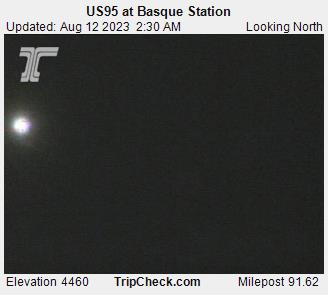 US95 at Basque Station
Updated: Aug 12 2023 2:30 AM Looking North
Elevation 4460 TripCheck.com Milepost 91.62